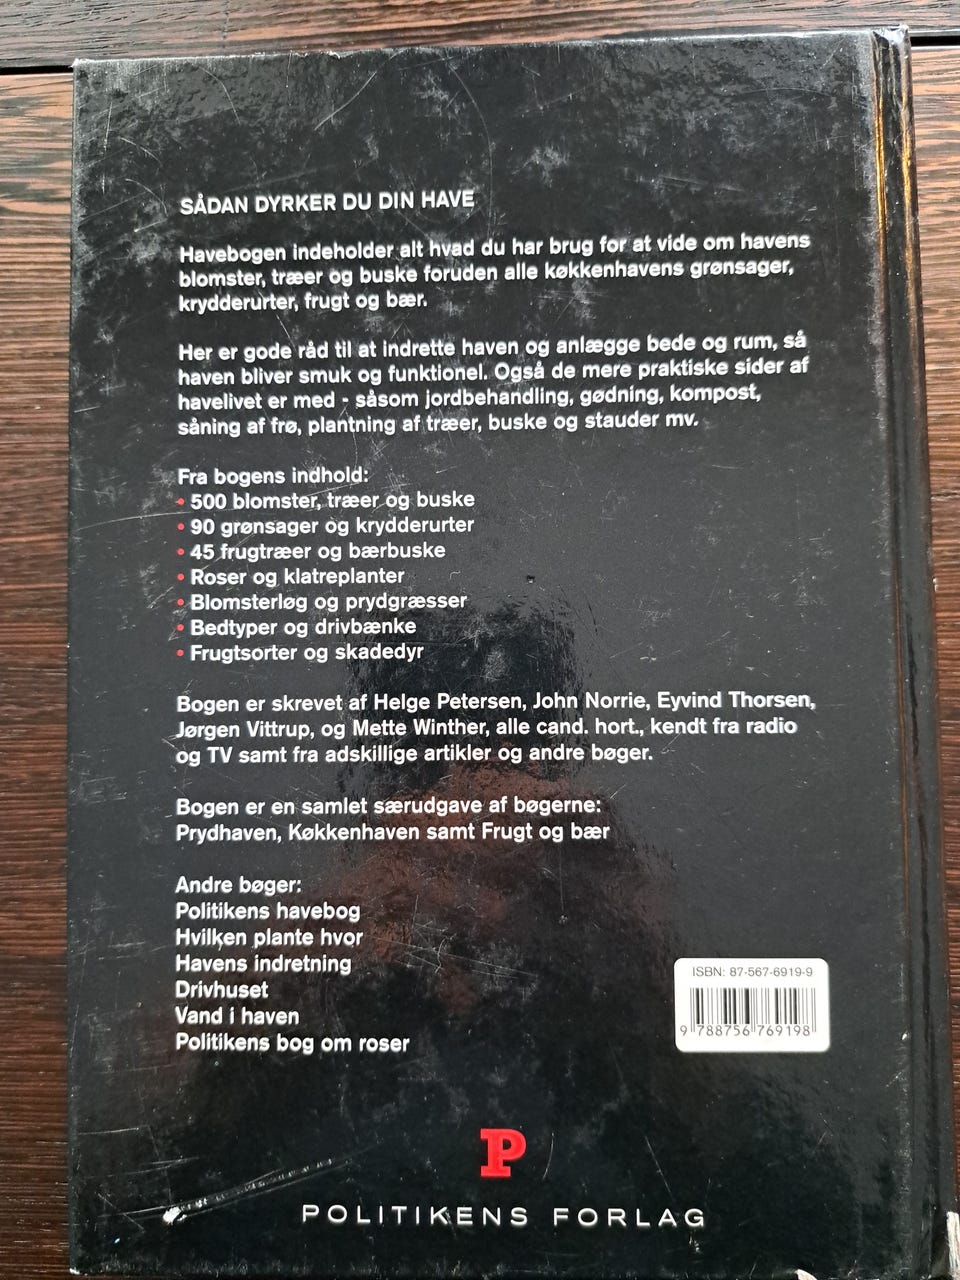 SÅDAN DYRKER DU DIN HAVE
Havebogen indeholder alt hvad du har brug for at vide om havens
blomster, træer og buske foruden alle køkkenhavens grønsager,
krydderurter, frugt og bær.
Her er gode råd til at indrette haven og anlægge bede og rum, så
haven bliver smuk og funktionel. Også de mere praktiske sider af
havelivet er med - såsom jordbehandling, gødning, kompost,
såning af frø, plantning af træer, buske og stauder mv.
Fra bogens indhold:
• 500 blomster, træer og buske
• 90 grønsager og krydderurter
• 45 frugtræer og bærbuske
• Roser og klatreplanter
• Blomsterløg og prydgræsser
• Bedtyper og drivbænke
• Frugtsorter og skadedyr
Bogen er skrevet af Helge Petersen, John Norrie, Eyvind Thorsen,
Jørgen Vittrup, og Mette Winther, alle cand. hort., kendt fra radio
og TV samt fra adskillige artikler og andre bøger.
Bogen er en samlet særudgave af bøgerne:
Prydhaven, Køkkenhaven samt Frugt og bær
Andre bøger:
Politikens havebog
Hvilken plante hvor
Havens indretning
Drivhuset
Vand i haven
Politikens bog om roser
ISBN: 87-567-6919-9
9 788756 769198
P
POLITIKENS FORLAG